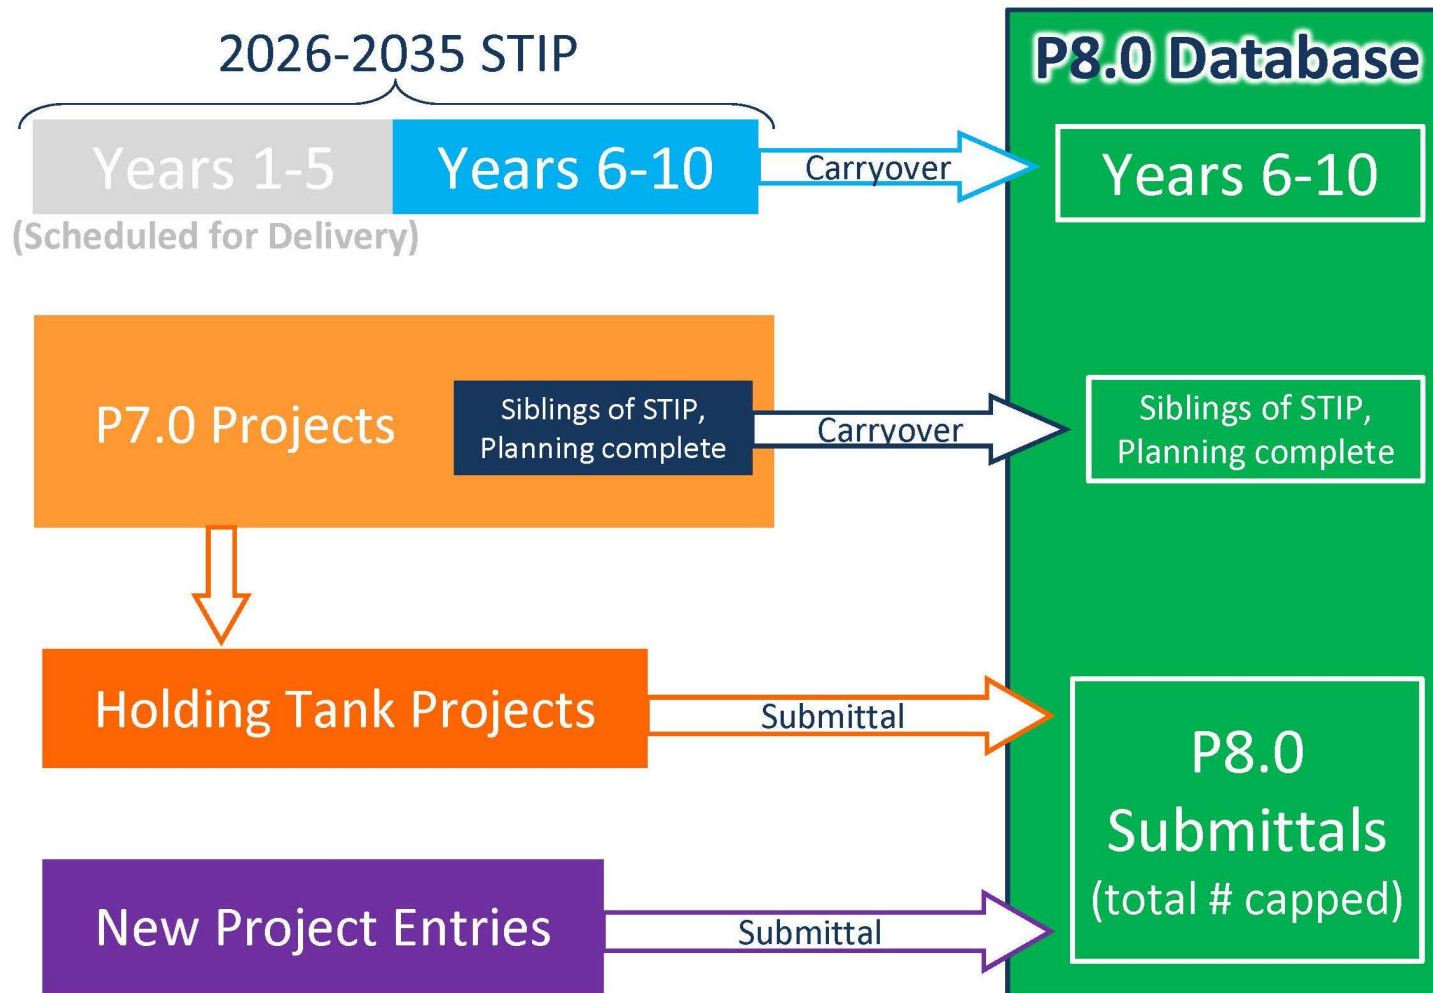 2026-2035 STIP
P8.0 Database
Years 1-5
Years 6-10
Carryover
Years 6-10
(Scheduled for Delivery)
P7.0 Projects
Siblings of STIP,
Planning complete
Carryover
Siblings of STIP,
Planning complete
Holding Tank Projects
Submittal
P8.0
Submittals
(total # capped)
New Project Entries
Submittal